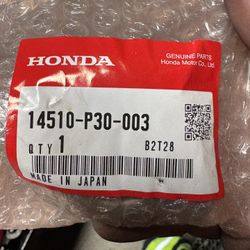 HONDA
GENUINE PARTS
Honda Motor Co., Ltd.
14510-P30-003
QTY 1 B2T28
MADE IN JAPAN